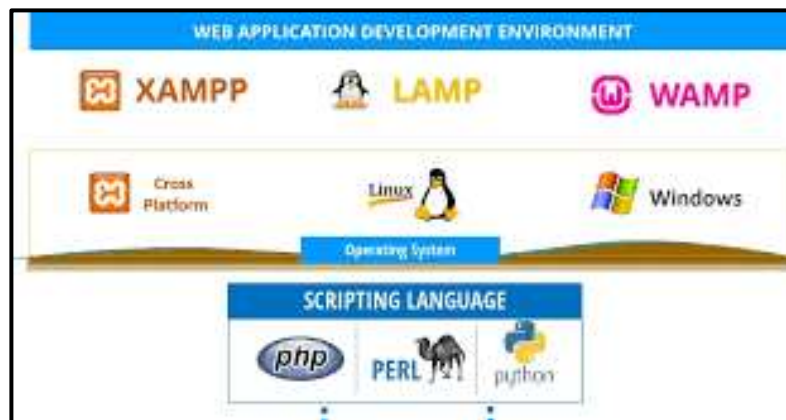 WEB APPLICATION DEVELOPMENT ENVIRONMENT
XAMPP LAMP WAMP
Cross Platform
Linux
Windows
Operating System
SCRIPTING LANGUAGE
php PERL python